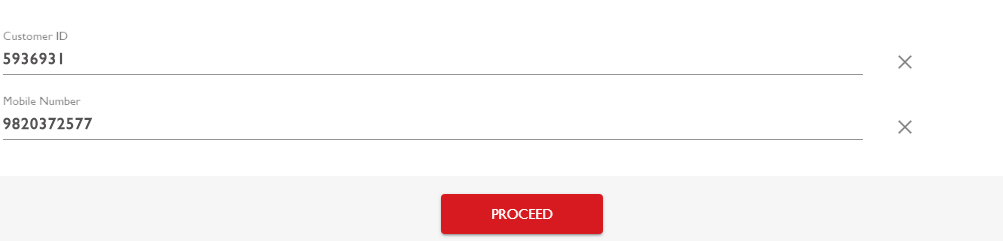 Customer ID
5936931
Mobile Number
9820372577
PROCEED